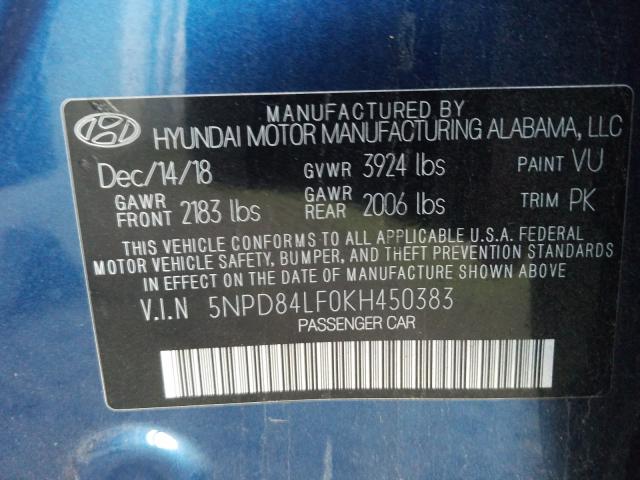 MANUFACTURED BY
HYUNDAI MOTOR MANUFACTURING ALABAMA, LLC
Dec/14/18 GVWR 3924 lbs PAINT VU
GAWR FRONT 2183 lbs GAWR REAR 2006 lbs TRIM PK
THIS VEHICLE CONFORMS TO ALL APPLICABLE U.S.A. FEDERAL
MOTOR VEHICLE SAFETY, BUMPER, AND THEFT PREVENTION STANDARDS
IN EFFECT ON THE DATE OF MANUFACTURE SHOWN ABOVE.
V.I.N 5NPD84LF0KH450383
PASSENGER CAR